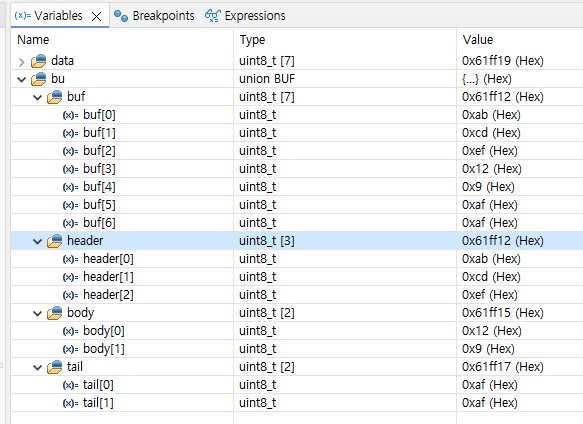 (x)= Variables Breakpoints Expressions
Name Type Value
data uint8_t [7] 0x61ff19 (Hex)
bu union BUF {...} (Hex)
buf uint8_t [7] 0x61ff12 (Hex)
(x)= buf[0] uint8_t 0xab (Hex)
(x)= buf[1] uint8_t 0xcd (Hex)
(x)= buf[2] uint8_t 0xef (Hex)
(x)= buf[3] uint8_t 0x12 (Hex)
(x)= buf[4] uint8_t 0x9 (Hex)
(x)= buf[5] uint8_t 0xaf (Hex)
(x)= buf[6] uint8_t 0xaf (Hex)
header uint8_t [3] 0x61ff12 (Hex)
(x)= header[0] uint8_t 0xab (Hex)
(x)= header[1] uint8_t 0xcd (Hex)
(x)= header[2] uint8_t 0xef (Hex)
body uint8_t [2] 0x61ff15 (Hex)
(x)= body[0] uint8_t 0x12 (Hex)
(x)= body[1] uint8_t 0x9 (Hex)
tail uint8_t [2] 0x61ff17 (Hex)
(x)= tail[0] uint8_t 0xaf (Hex)
(x)= tail[1] uint8_t 0xaf (Hex)